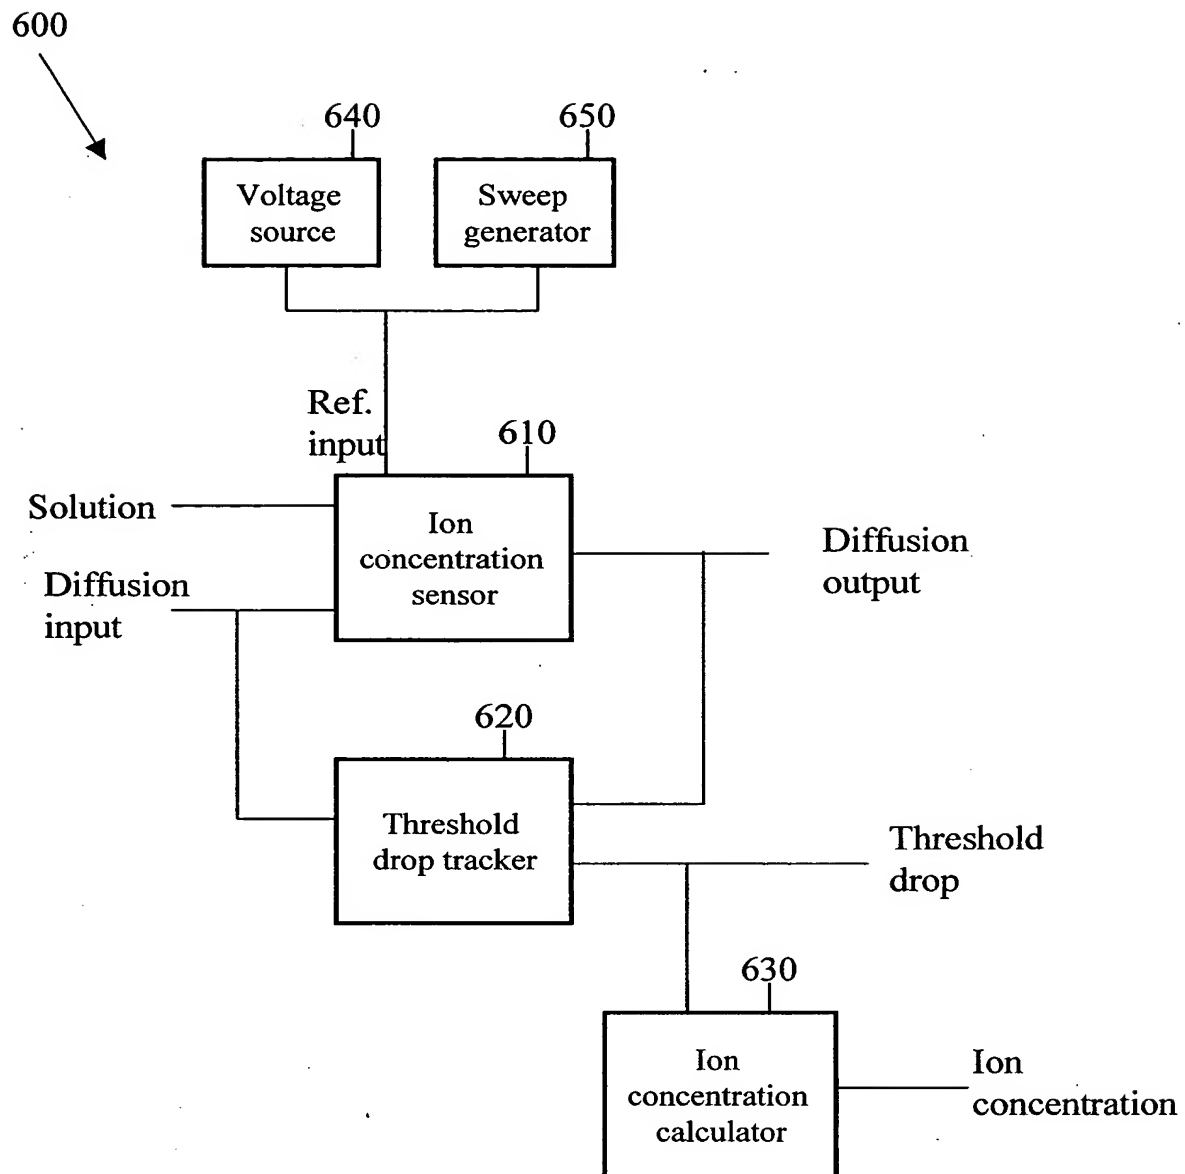 600
640
650
Voltage
source
Sweep
generator
Ref.
input
610
Solution
Ion
concentration
sensor
Diffusion
output
Diffusion
input
620
Threshold
drop tracker
Threshold
drop
630
Ion
concentration
calculator
Ion
concentration